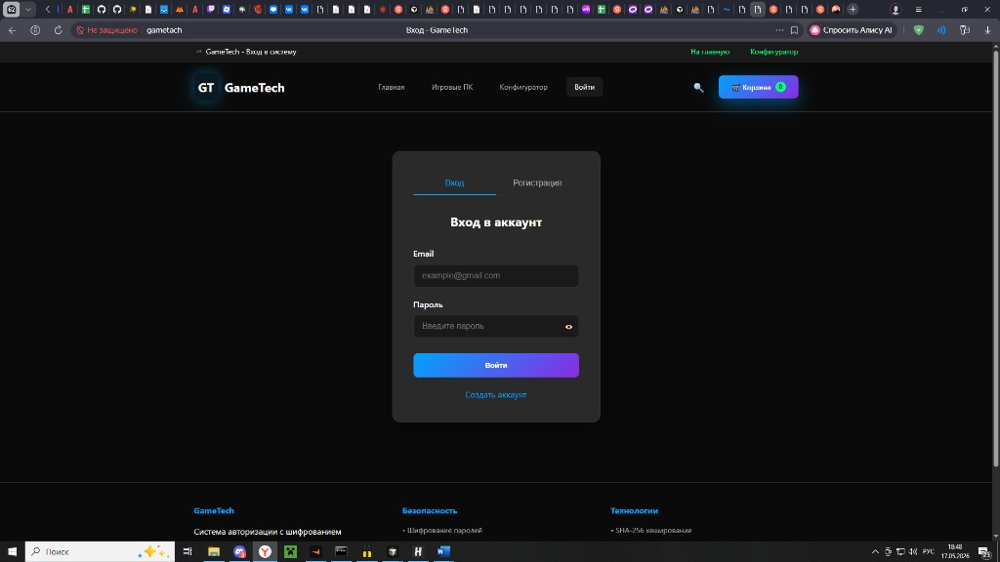 Не защищено
gametach
Вход - GameTech
Спросить Алису AI
GameTech - Вход в систему
На главную
Конфигуратор
GT GameTech
Главная
Игровые ПК
Конфигуратор
Войти
Корзина 0
Вход
Регистрация
Вход в аккаунт
Email
example@gmail.com
Пароль
Введите пароль
Войти
Создать аккаунт
GameTech
Безопасность
Технологии
Система авторизации с шифрованием
• Шифрование паролей
• SHA-256 хеширование
Поиск
РУС
18:48
17.05.2026